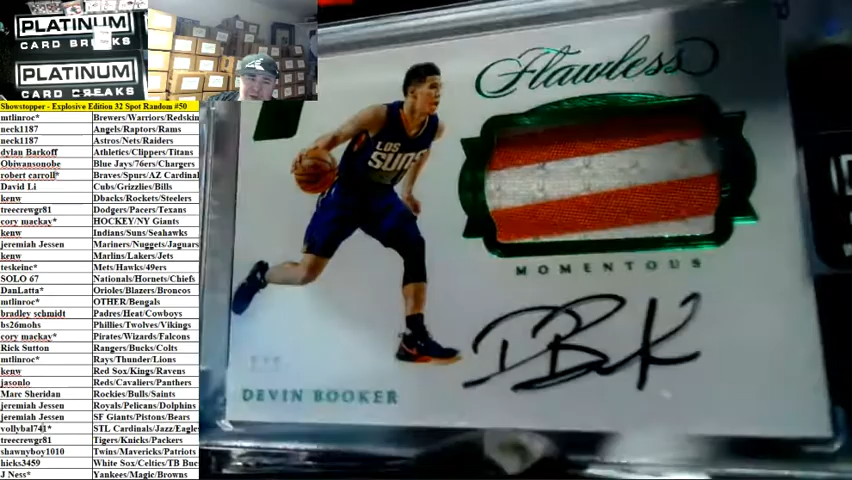 PLATINUM
CARD BREAKS
PLATINUM
CARD BREAKS
Showstopper - Explosive Edition 32 Spot Random #50
mtlinroc* Brewers/Warriors/Redskin
neck1187 Angels/Raptors/Rams
neck1187 Astros/Nets/Raiders
dylan Barkoff Athletics/Clippers/Titans
Obiwansonobe Blue Jays/76ers/Chargers
robert carroll* Braves/Spurs/AZ Cardinal
David Li Cubs/Grizzlies/Bills
kenw Dbacks/Rockets/Steelers
treecrewgr81 Dodgers/Pacers/Texans
cory mackay* HOCKEY/NY Giants
kenw Indians/Suns/Seahawks
jeremiah Jessen Mariners/Nuggets/Jaguars
kenw Marlins/Lakers/Jets
teskeinc* Mets/Hawks/49ers
SOLO 67 Nationals/Hornets/Chiefs
DanLatta* Orioles/Blazers/Broncos
mtlinroc* OTHER/Bengals
bradley schmidt Padres/Heat/Cowboys
bs26mohs Phillies/Twolves/Vikings
cory mackay* Pirates/Wizards/Falcons
Rick Sutton Rangers/Bucks/Colts
mtlinroc* Rays/Thunder/Lions
kenw Red Sox/Kings/Ravens
jasonlo Reds/Cavaliers/Panthers
Marc Sheridan Rockies/Bulls/Saints
jeremiah Jessen Royals/Pelicans/Dolphins
jeremiah Jessen SF Giants/Pistons/Bears
vollybal741* STL Cardinals/Jazz/Eagle
treecrewgr81 Tigers/Knicks/Packers
shawnyboy1010 Twins/Mavericks/Patriots
hicks3459 White Sox/Celtics/TB Buc
J Ness* Yankees/Magic/Browns
Flawless
LOS
SUNS
MOMENTOUS
DEVIN BOOKER